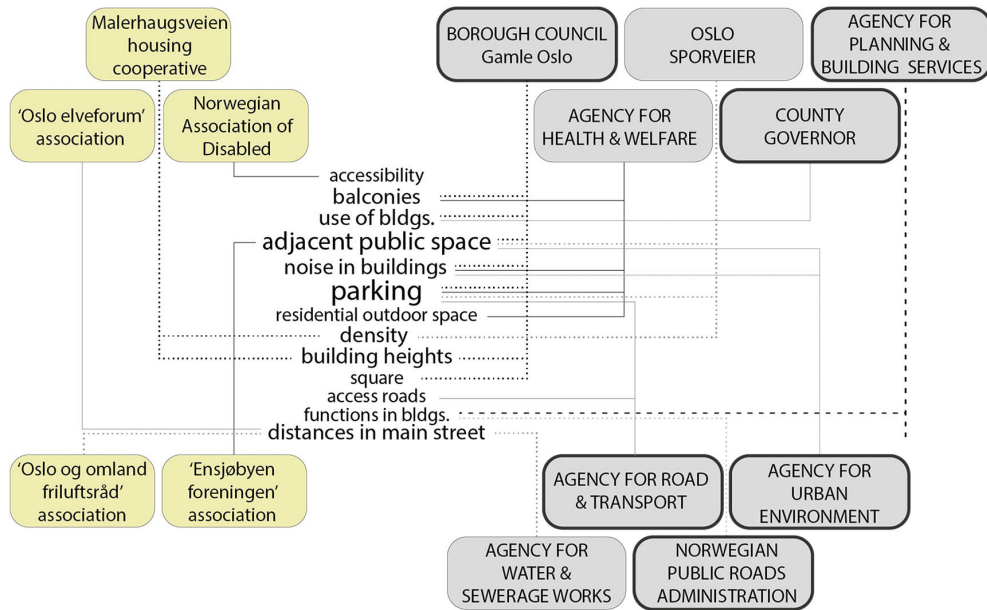 Malerhaugsveien
housing
cooperative
BOROUGH COUNCIL
Gamle Oslo
OSLO
SPORVEIER
AGENCY FOR
PLANNING &
BUILDING SERVICES
'Oslo elveforum'
association
Norwegian
Association of
Disabled
AGENCY FOR
HEALTH & WELFARE
COUNTY
GOVERNOR
accessibility
balconies
use of bldgs.
adjacent public space
noise in buildings
parking
residential outdoor space
density
building heights
square
access roads
functions in bldgs.
distances in main street
'Oslo og omland
friluftsråd'
association
'Ensjøbyen
foreningen'
association
AGENCY FOR ROAD
& TRANSPORT
AGENCY FOR
URBAN
ENVIRONMENT
AGENCY FOR
WATER &
SEWERAGE WORKS
NORWEGIAN
PUBLIC ROADS
ADMINISTRATION